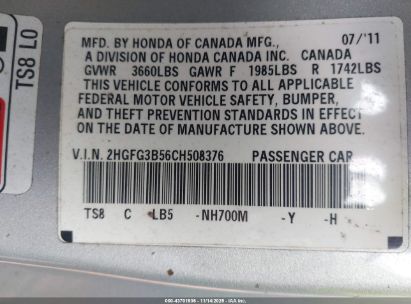 TS8 LO
MFD. BY HONDA OF CANADA MFG., 07/'11
A DIVISION OF HONDA CANADA INC. CANADA
GVWR 3660LBS GAWR F 1985LBS R 1742LBS
THIS VEHICLE CONFORMS TO ALL APPLICABLE
FEDERAL MOTOR VEHICLE SAFETY, BUMPER,
AND THEFT PREVENTION STANDARDS IN EFFECT
ON THE DATE OF MANUFACTURE SHOWN ABOVE.
V.I.N. 2HGFG3B56CH508376 PASSENGER CAR
TS8 C LB5 -NH700M -Y -H